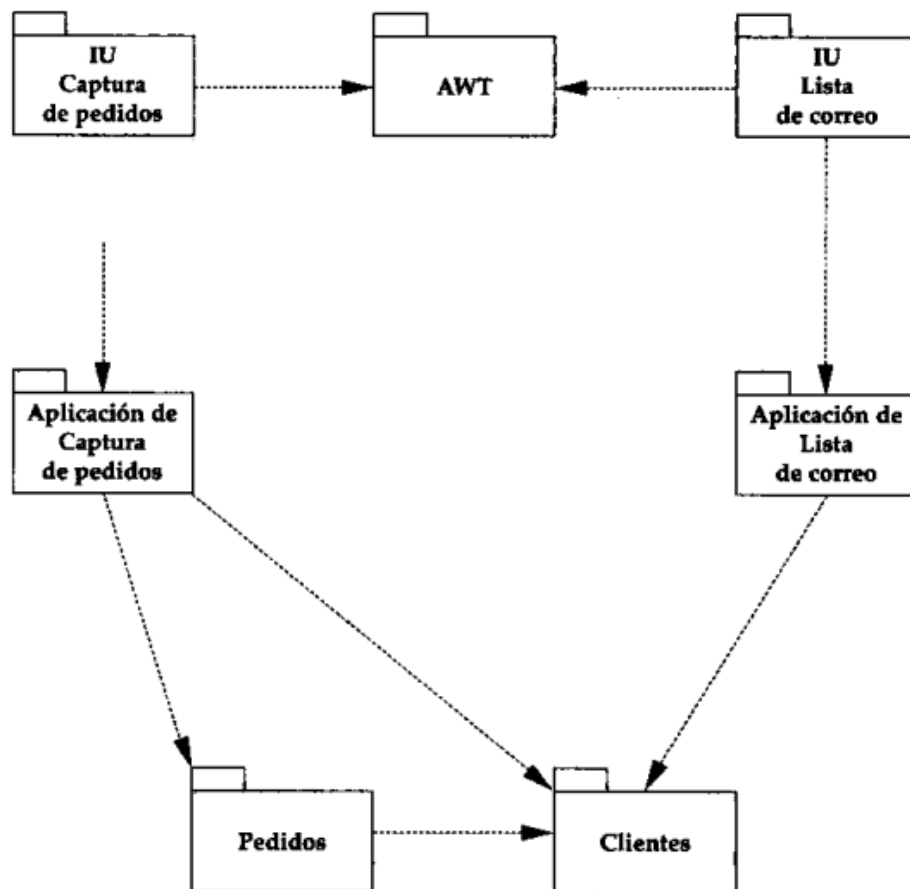 IU
Captura
de pedidos
AWT
IU
Lista
de correo
Aplicación de
Captura
de pedidos
Aplicación de
Lista
de correo
Pedidos
Clientes